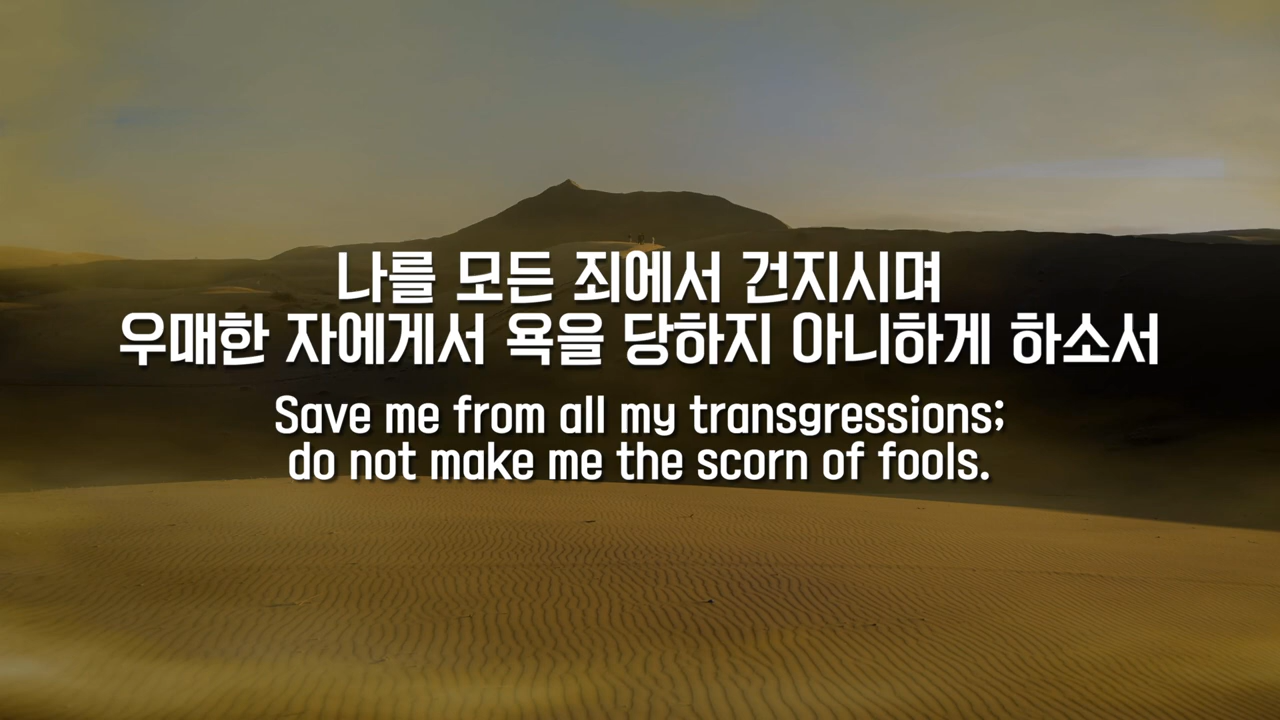 나를 모든 죄에서 건지시며
우매한 자에게서 욕을 당하지 아니하게 하소서
Save me from all my transgressions;
do not make me the scorn of fools.